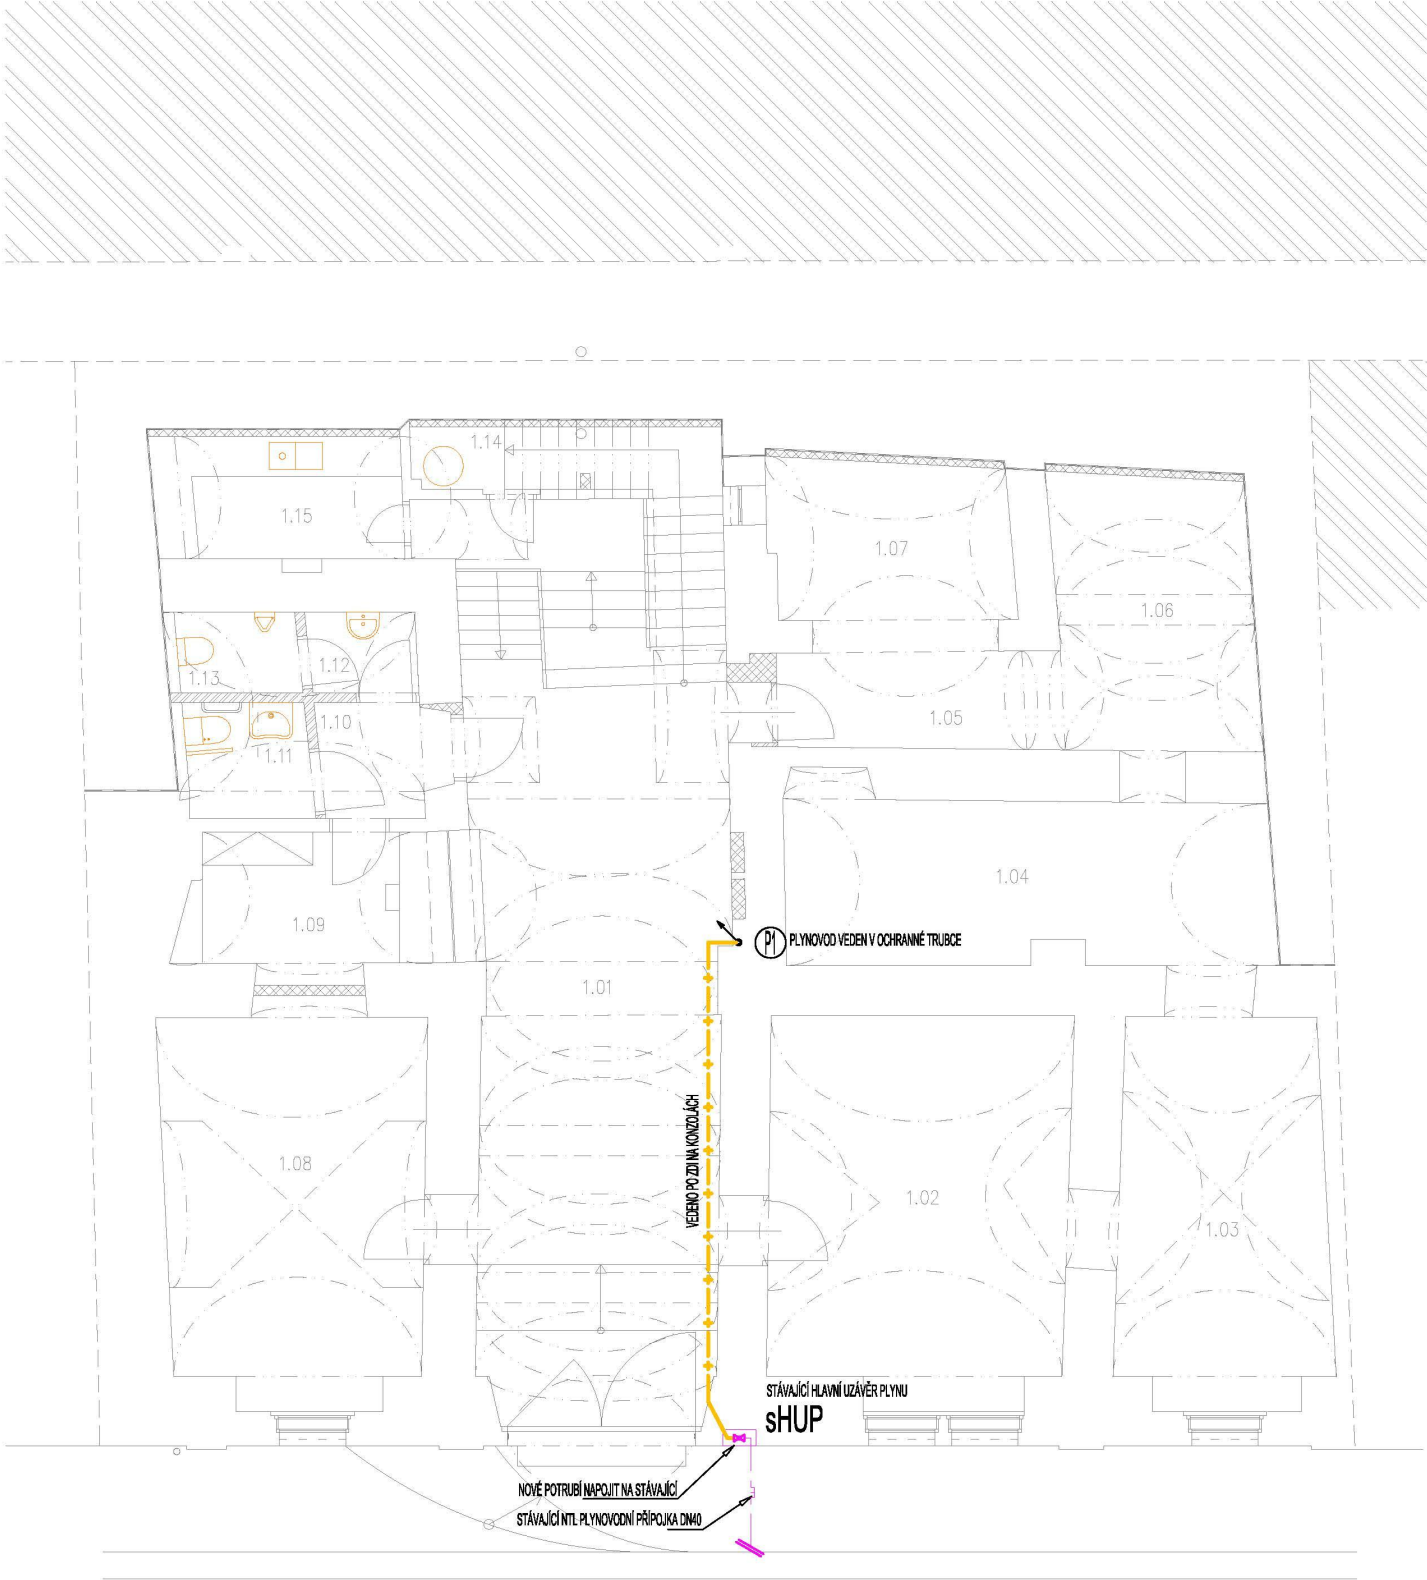 1.14
1.15
1.07
1.06
1.12
1.13
1.05
1.10
1.11
1.04
1.09
P1 PLYNOVOD VEDEN V OCHRANNÉ TRUBCE
1.01
VEDENO PO ZDI NA KONZOLÁCH
1.08
1.02
1.03
STÁVAJÍCÍ HLAVNÍ UZÁVĚR PLYNU
sHUP
NOVÉ POTRUBÍ NAPOJIT NA STÁVAJÍCÍ
STÁVAJÍCÍ NTL PLYNOVODNÍ PŘÍPOJKA DN40